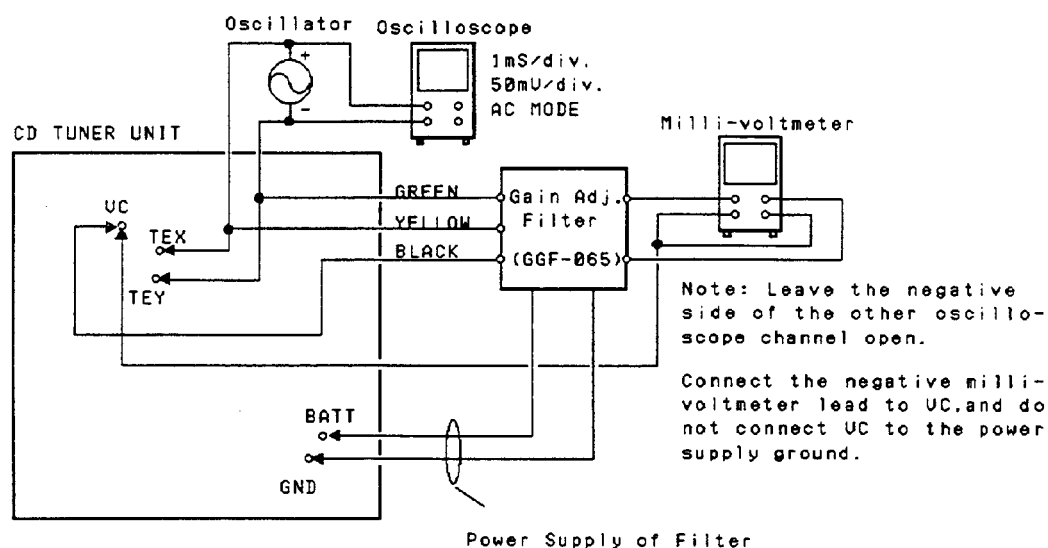 Oscillator Oscilloscope
+
1mS/div.
50mV/div.
AC MODE
-
Milli-voltmeter
CD TUNER UNIT
GREEN
Gain Adj.
VC
YELLOW
Filter
TEX
BLACK
(GGF-065)
TEY
Note: Leave the negative
side of the other oscillo-
scope channel open.
Connect the negative milli-
voltmeter lead to VC.and do
not connect VC to the power
supply ground.
BATT
GND
Power Supply of Filter